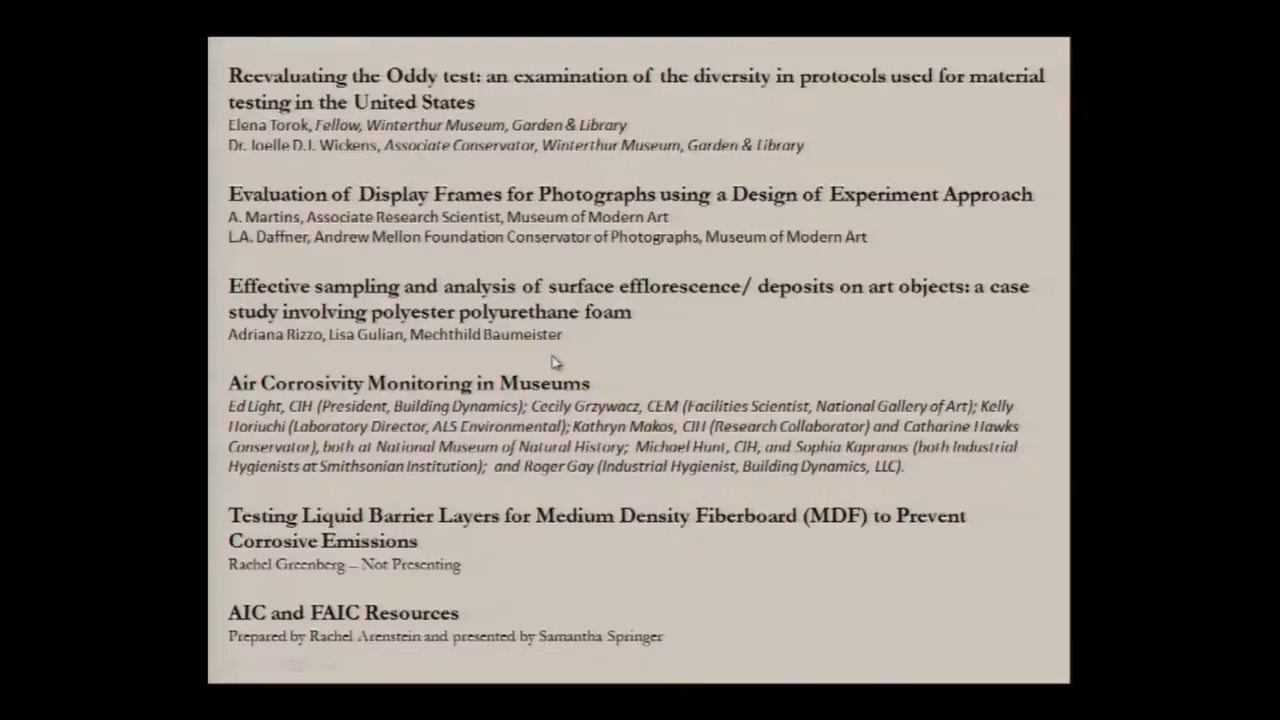 Reevaluating the Oddy test: an examination of the diversity in protocols used for material
testing in the United States
Elena Torok, Fellow, Winterthur Museum, Garden & Library
Dr. Joelle D.J. Wickens, Associate Conservator, Winterthur Museum, Garden & Library
Evaluation of Display Frames for Photographs using a Design of Experiment Approach
A. Martins, Associate Research Scientist, Museum of Modern Art
L.A. Daffner, Andrew Mellon Foundation Conservator of Photographs, Museum of Modern Art
Effective sampling and analysis of surface efflorescence/ deposits on art objects: a case
study involving polyester polyurethane foam
Adriana Rizzo, Lisa Gulian, Mechthild Baumeister
Air Corrosivity Monitoring in Museums
Ed Light, CIH (President, Building Dynamics); Cecily Grzywacz, CEM (Facilities Scientist, National Gallery of Art); Kelly
Horiuchi (Laboratory Director, ALS Environmental); Kathryn Makos, CIH (Research Collaborator) and Catharine Hawks
Conservator), both at National Museum of Natural History; Michael Hunt, CIH, and Sophia Kapranos (both Industrial
Hygienists at Smithsonian Institution); and Roger Gay (Industrial Hygienist, Building Dynamics, LLC).
Testing Liquid Barrier Layers for Medium Density Fiberboard (MDF) to Prevent
Corrosive Emissions
Rachel Greenberg – Not Presenting
AIC and FAIC Resources
Prepared by Rachel Arenstein and presented by Samantha Springer